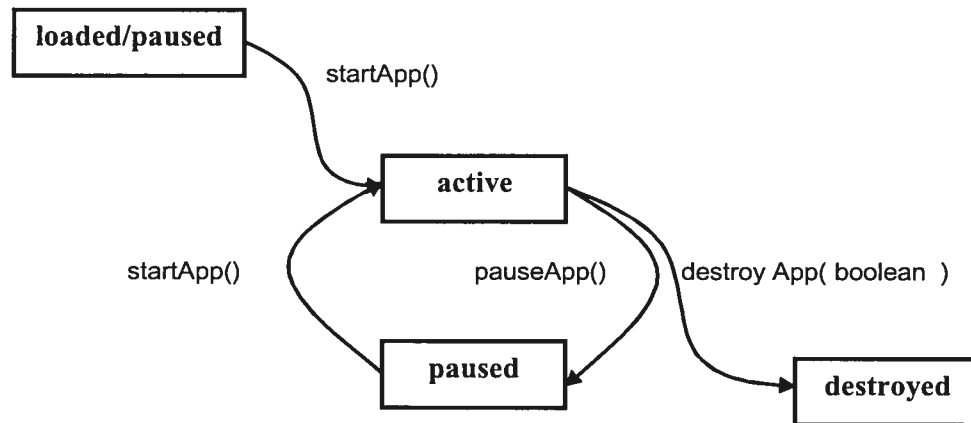 loaded/paused
startApp()
active
startApp()
pauseApp()
destroy App( boolean )
paused
destroyed